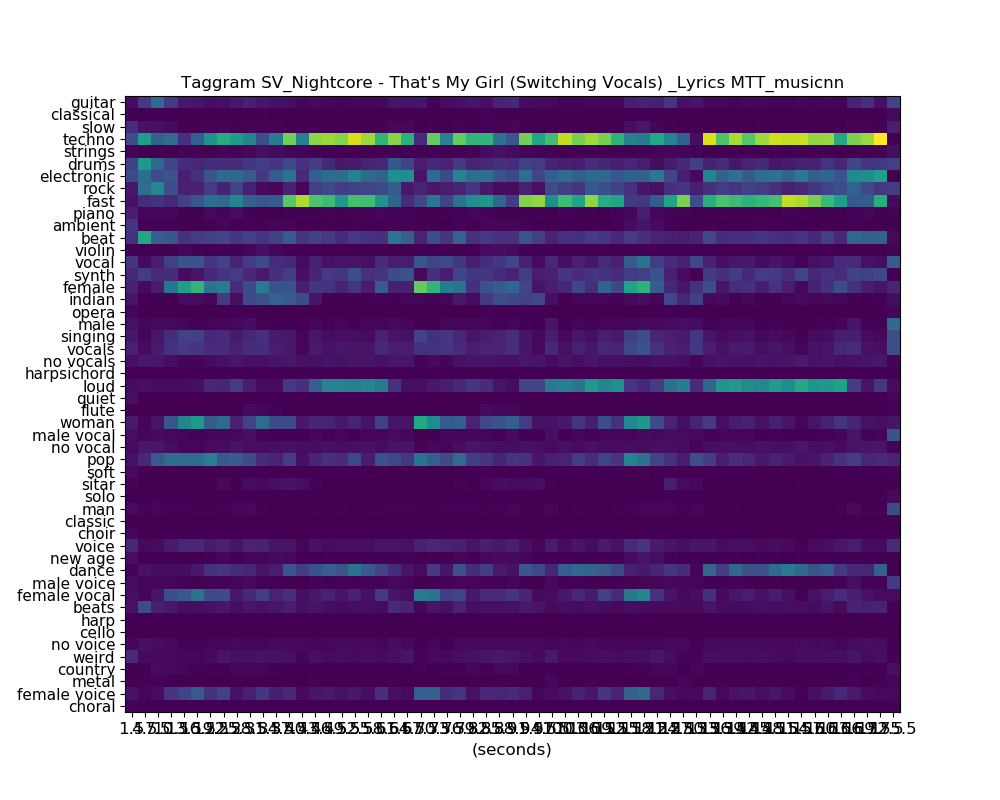 Taggram SV_Nightcore - That's My Girl (Switching Vocals) _Lyrics MTT_musicnn
guitar
classical
slow
techno
strings
drums
electronic
rock
fast
piano
ambient
beat
violin
vocal
synth
female
indian
opera
male
singing
vocals
no vocals
harpsichord
loud
quiet
flute
woman
male vocal
no vocal
pop
soft
sitar
solo
man
classic
choir
voice
new age
dance
male voice
female vocal
beats
harp
cello
no voice
weird
country
metal
female voice
choral
(seconds)